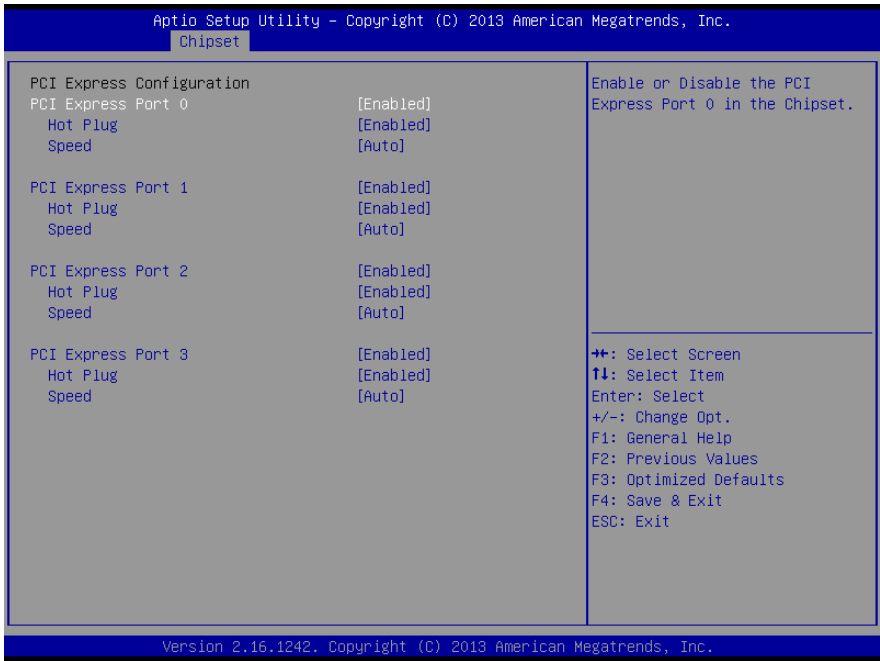 Aptio Setup Utility – Copyright (C) 2013 American Megatrends, Inc.
Chipset
PCI Express Configuration
PCI Express Port 0 [Enabled]
Hot Plug [Enabled]
Speed [Auto]
PCI Express Port 1 [Enabled]
Hot Plug [Enabled]
Speed [Auto]
PCI Express Port 2 [Enabled]
Hot Plug [Enabled]
Speed [Auto]
PCI Express Port 3 [Enabled]
Hot Plug [Enabled]
Speed [Auto]
Enable or Disable the PCI
Express Port 0 in the Chipset.
→←: Select Screen
↑↓: Select Item
Enter: Select
+/-: Change Opt.
F1: General Help
F2: Previous Values
F3: Optimized Defaults
F4: Save & Exit
ESC: Exit
Version 2.16.1242. Copyright (C) 2013 American Megatrends, Inc.